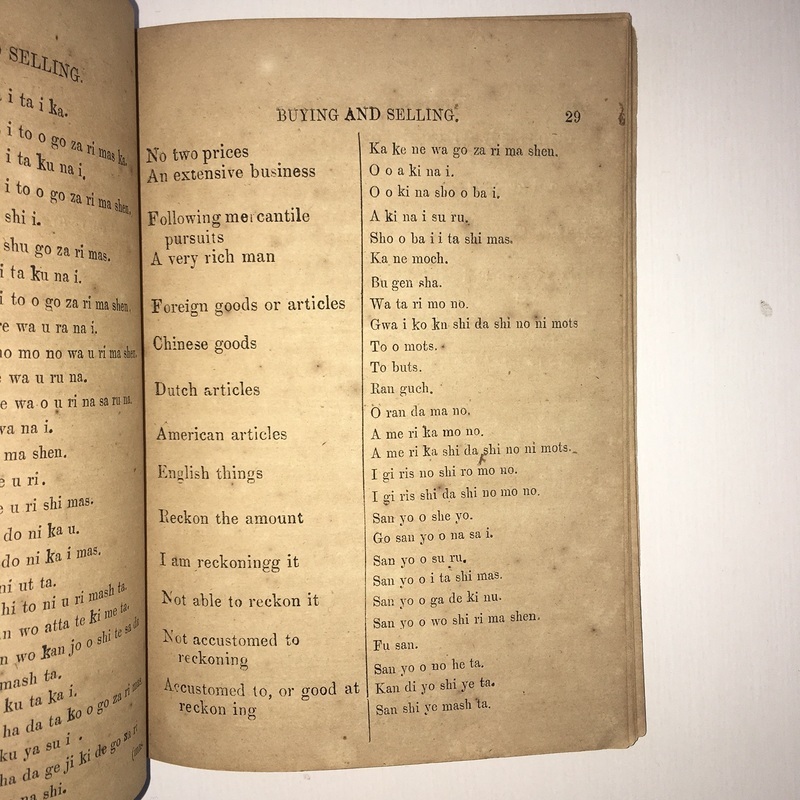 SELLING.
i ta i ka.
i to o go za ri mas ka.
i ta ku na i.
i to o go za ri ma shen.
shi i.
shu go za ri mas.
i ta ku na i.
i to o go za ri ma shen.
wa u ra na i.
mo no wa u ri ma shen.
wa u ru na.
wa o u ri na sa ru na.
na i.
ma shen.
u ri.
u ri shi mas.
do ni ka u.
do ni ka i mas.
ni ut ta.
to ni u ri mash ta.
wo atta te ki me ta.
wo kan jo o shi te sa da
mash ta.
ku ta ka i.
ha da ta ko o go za ri mas
ku ya su i.
ha da ge ji ki de go za ri
shi.
BUYING AND SELLING. 29
No two prices
An extensive business
Following mercantile
pursuits
A very rich man
Foreign goods or articles
Chinese goods
Dutch articles
American articles
English things
Reckon the amount
I am reckoningg it
Not able to reckon it
Not accustomed to
reckoning
Accustomed to, or good at
reckon ing
Ka ke ne wa go za ri ma shen.
O o a ki na i.
O o ki na sho o ba i.
A ki na i su ru.
Sho o ba i i ta shi mas.
Ka ne moch.
Bu gen sha.
Wa ta ri mo no.
Gwa i ko ku shi da shi no ni mots
To o mots.
To buts.
Ran guch.
O ran da ma no.
A me ri ka mo no.
A me ri ka shi da shi no ni mots.
I gi ris no shi ro mo no.
I gi ris shi da shi no mo no.
San yo o she yo.
Go san yo o na sa i.
San yo o su ru.
San yo o i ta shi mas.
San yo o ga de ki nu.
San yo o wo shi ri ma shen.
Fu san.
San yo o no he ta.
Kan di yo shi ye ta.
San shi ye mash ta.